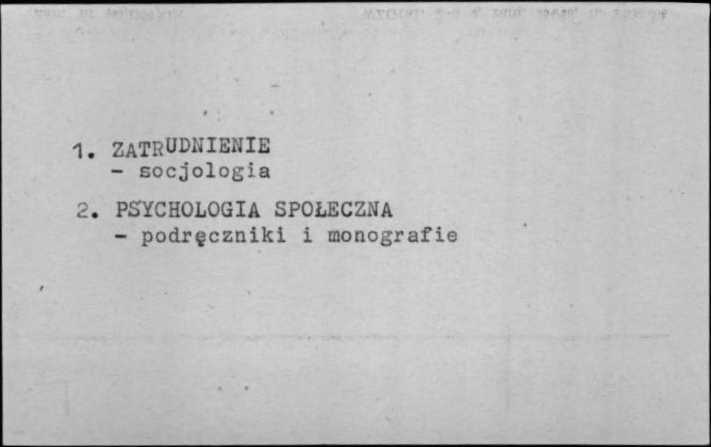 1. ZATRUDNIENIE
- socjologia
2. PSYCHOLOGIA SPOŁECZNA
- podręczniki i monografie